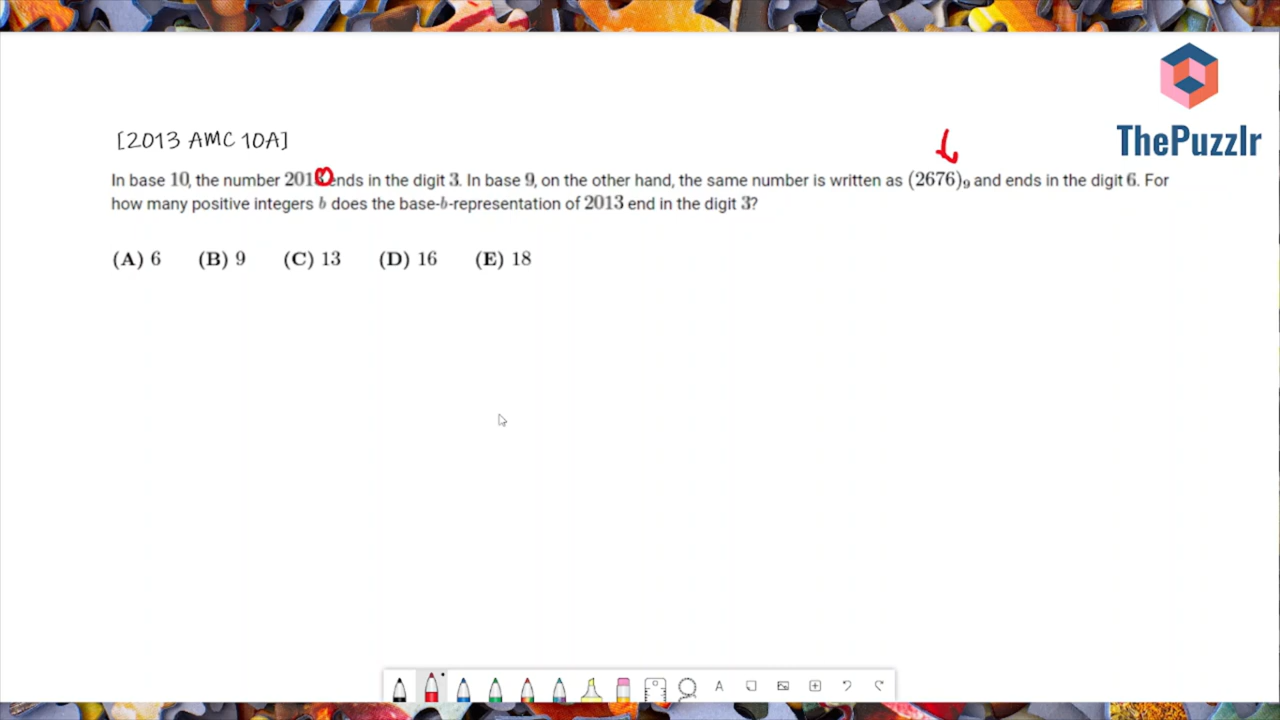 ThePuzzlr
[2013 AMC 10A]
In base 10, the number 2013 ends in the digit 3. In base 9, on the other hand, the same number is written as (2676)₉ and ends in the digit 6. For
how many positive integers b does the base-b-representation of 2013 end in the digit 3?
(A) 6 (B) 9 (C) 13 (D) 16 (E) 18
A